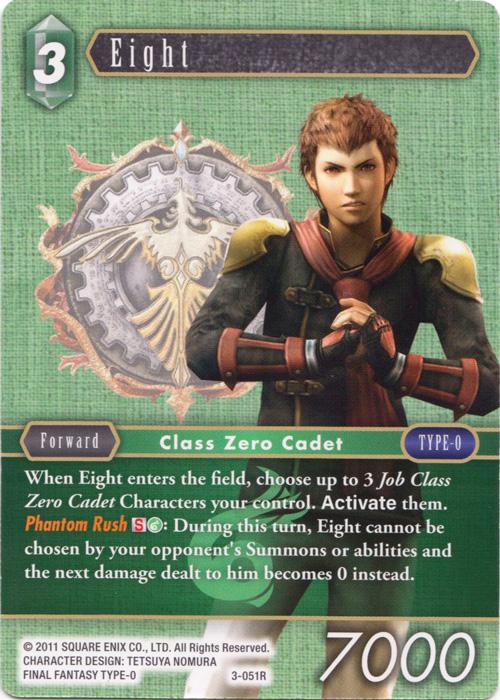 3
Eight
Forward
Class Zero Cadet
TYPE-0
When Eight enters the field, choose up to 3 Job Class
Zero Cadet Characters your control. Activate them.
Phantom Rush S: During this turn, Eight cannot be
chosen by your opponent's Summons or abilities and
the next damage dealt to him becomes 0 instead.
© 2011 SQUARE ENIX CO., LTD. All Rights Reserved.
CHARACTER DESIGN: TETSUYA NOMURA
FINAL FANTASY TYPE-0
3-051R
7000